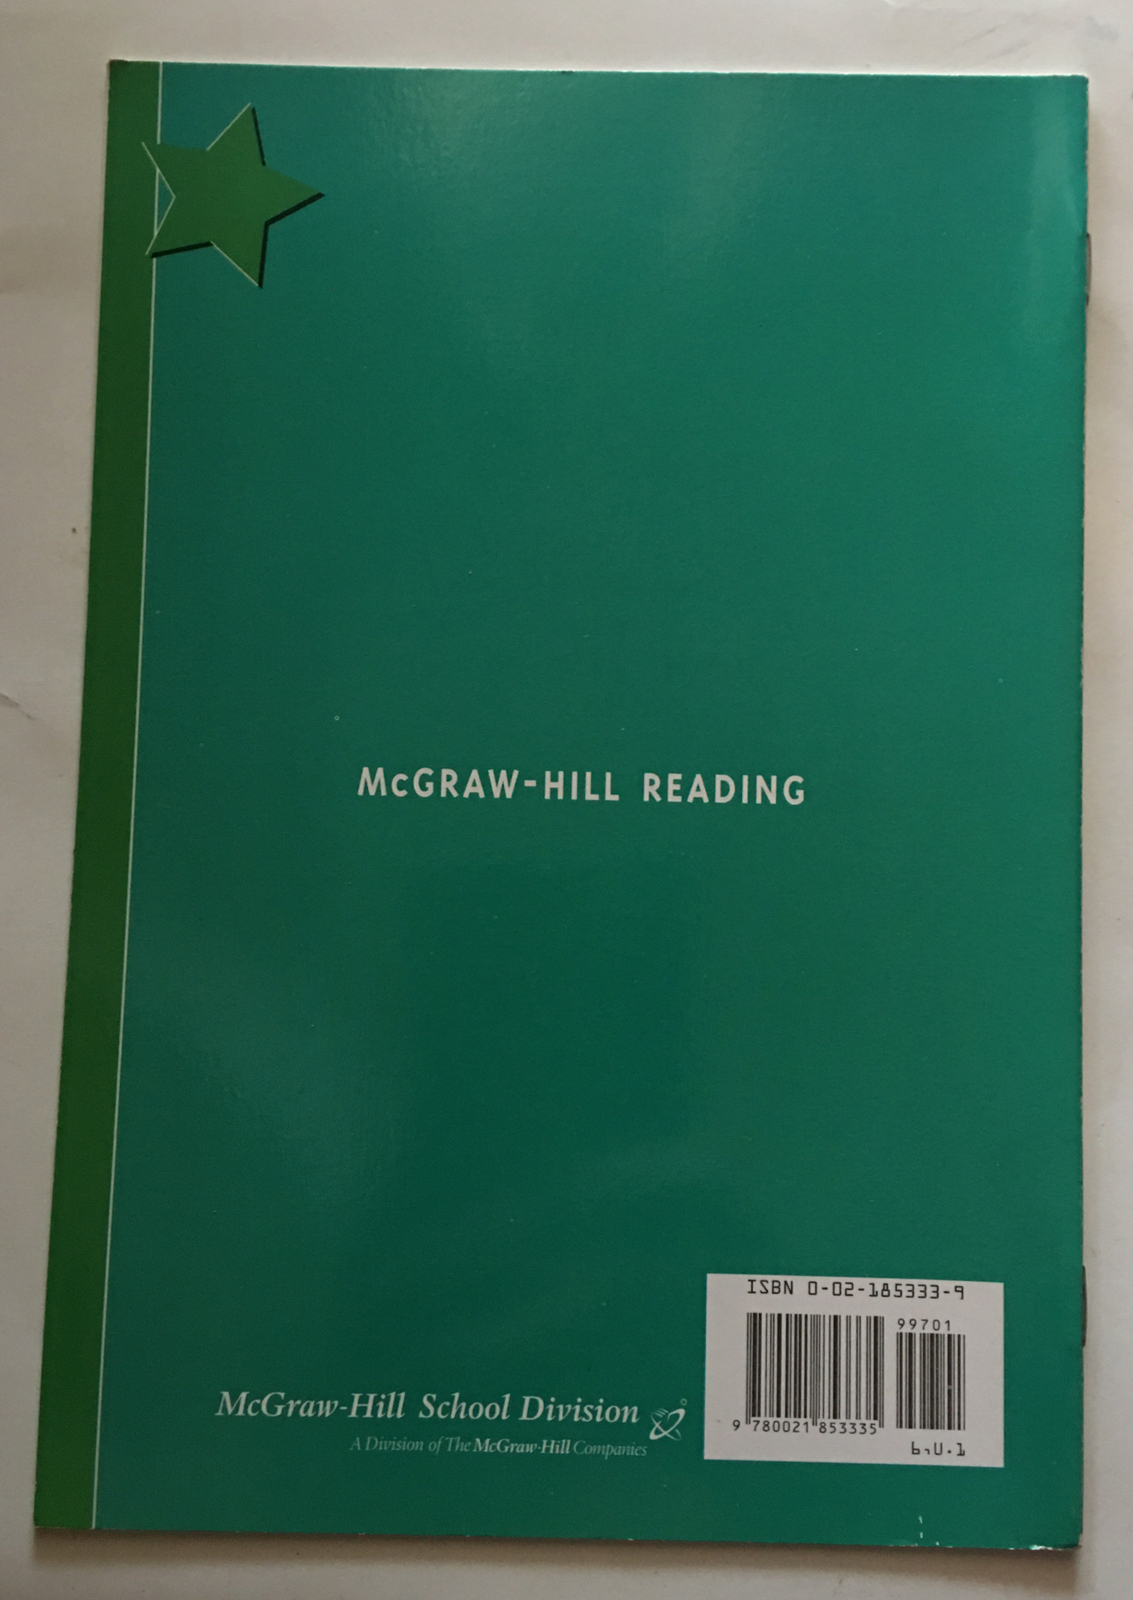 McGRAW-HILL READING
ISBN 0-02-185333-9
99701
9 780021 853335
6,U.1
McGraw-Hill School Division
A Division of The McGraw-Hill Companies